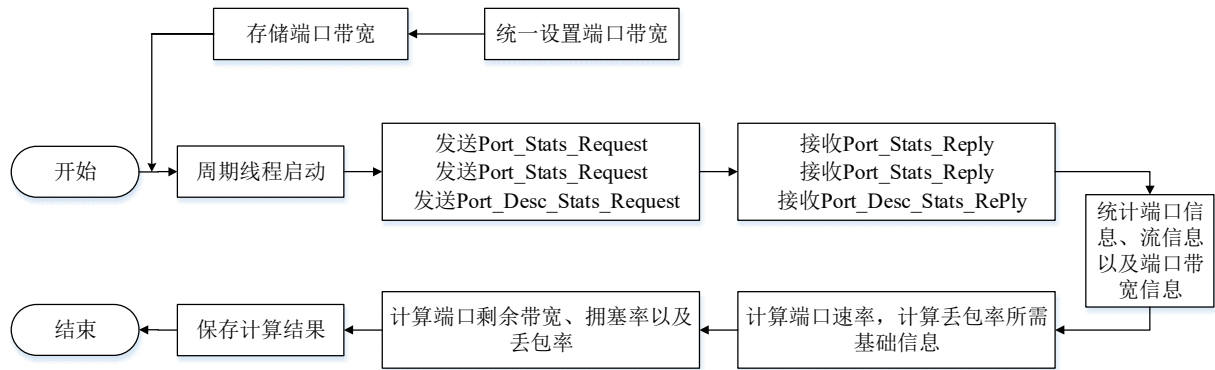 存储端口带宽
统一设置端口带宽
开始
周期线程启动
发送Port_Stats_Request
发送Port_Stats_Request
发送Port_Desc_Stats_Request
接收Port_Stats_Reply
接收Port_Stats_Reply
接收Port_Desc_Stats_RePly
统计端口信
息、流信息
以及端口带
宽信息
结束
保存计算结果
计算端口剩余带宽、拥塞率以及
丢包率
计算端口速率，计算丢包率所需
基础信息